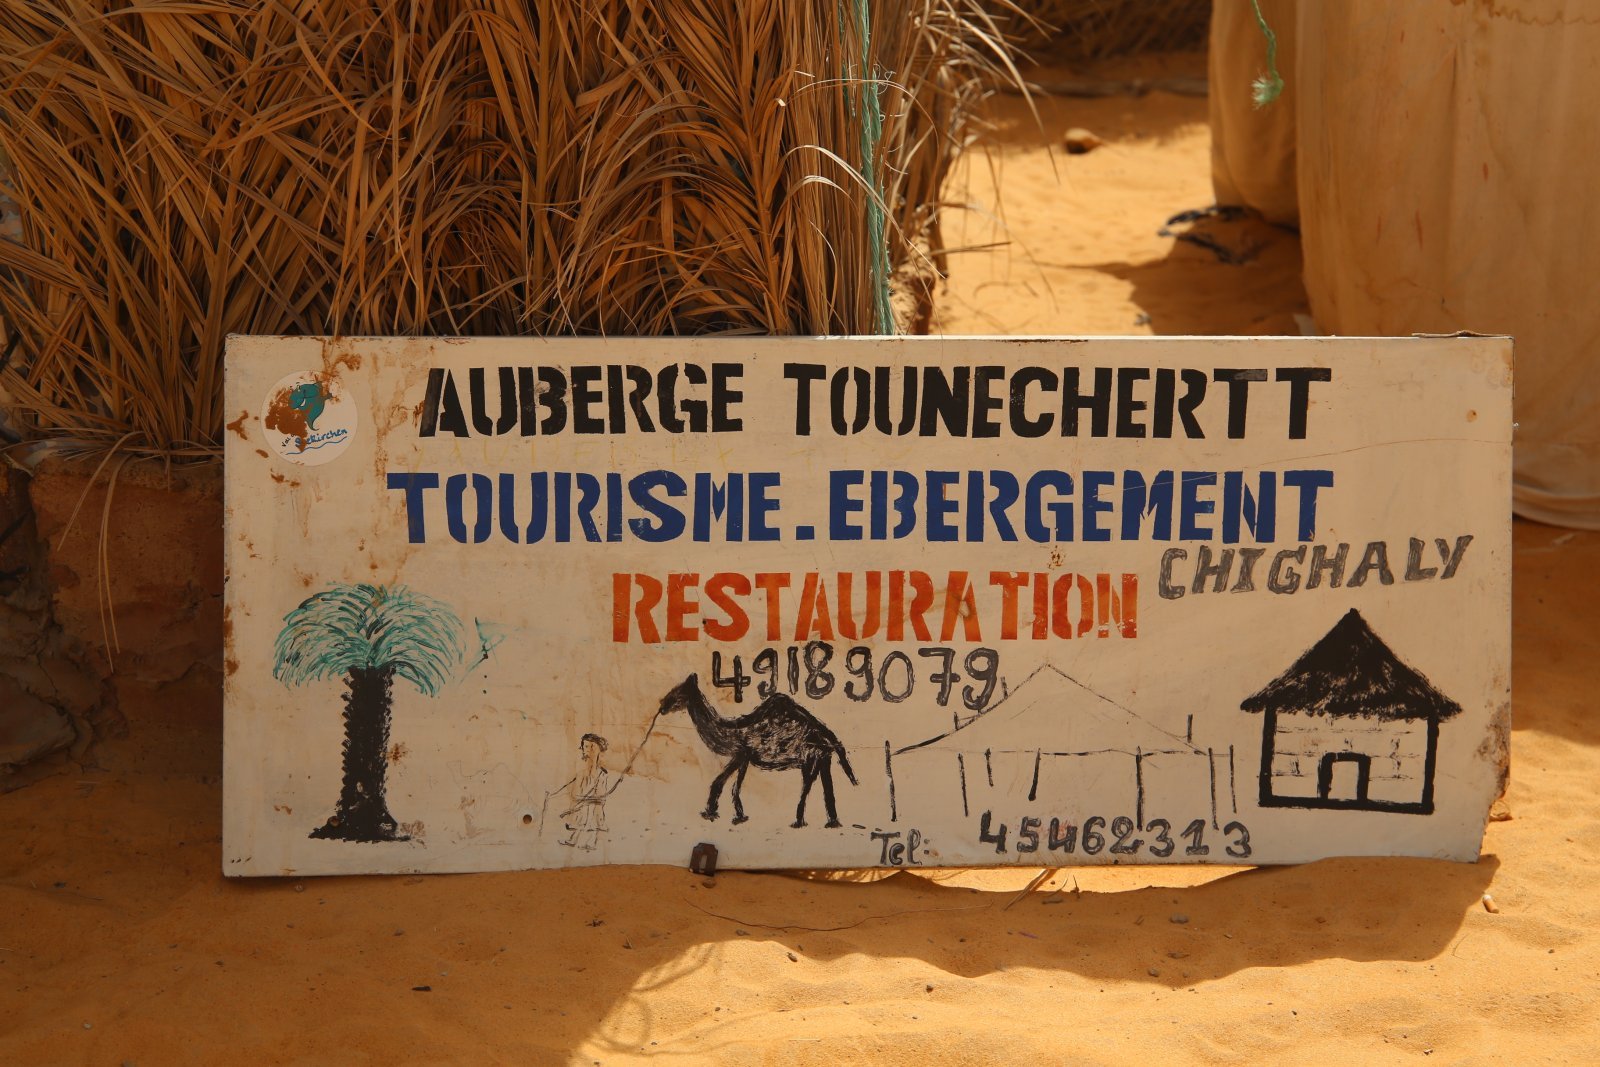 AUBERGE TOUNECHERTT
TOURISME.EBERGEMENT
CHIGHALY
RESTAURATION
49189079
Tel: 45462313